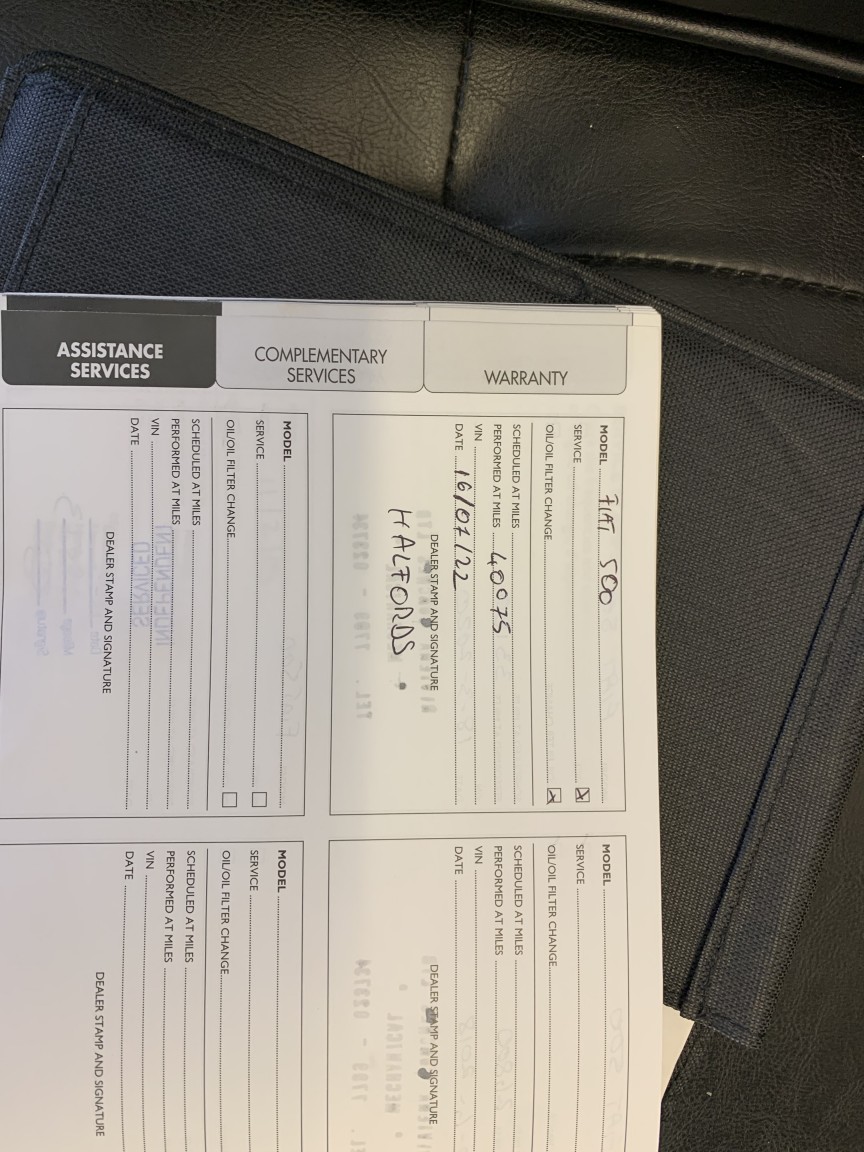 ASSISTANCE
SERVICES
COMPLEMENTARY
SERVICES
WARRANTY
MODEL FIAT 500
SERVICE
OIL/OIL FILTER CHANGE
SCHEDULED AT MILES
PERFORMED AT MILES 40075
VIN
DATE 16/07/22
DEALER STAMP AND SIGNATURE
HALFORDS
MODEL
SERVICE
OIL/OIL FILTER CHANGE
SCHEDULED AT MILES
PERFORMED AT MILES
VIN
DATE
DEALER STAMP AND SIGNATURE
MODEL
SERVICE
OIL/OIL FILTER CHANGE
SCHEDULED AT MILES
PERFORMED AT MILES
VIN
DATE
DEALER STAMP AND SIGNATURE
MODEL
SERVICE
OIL/OIL FILTER CHANGE
SCHEDULED AT MILES
PERFORMED AT MILES
VIN
DATE
DEALER STAMP AND SIGNATURE